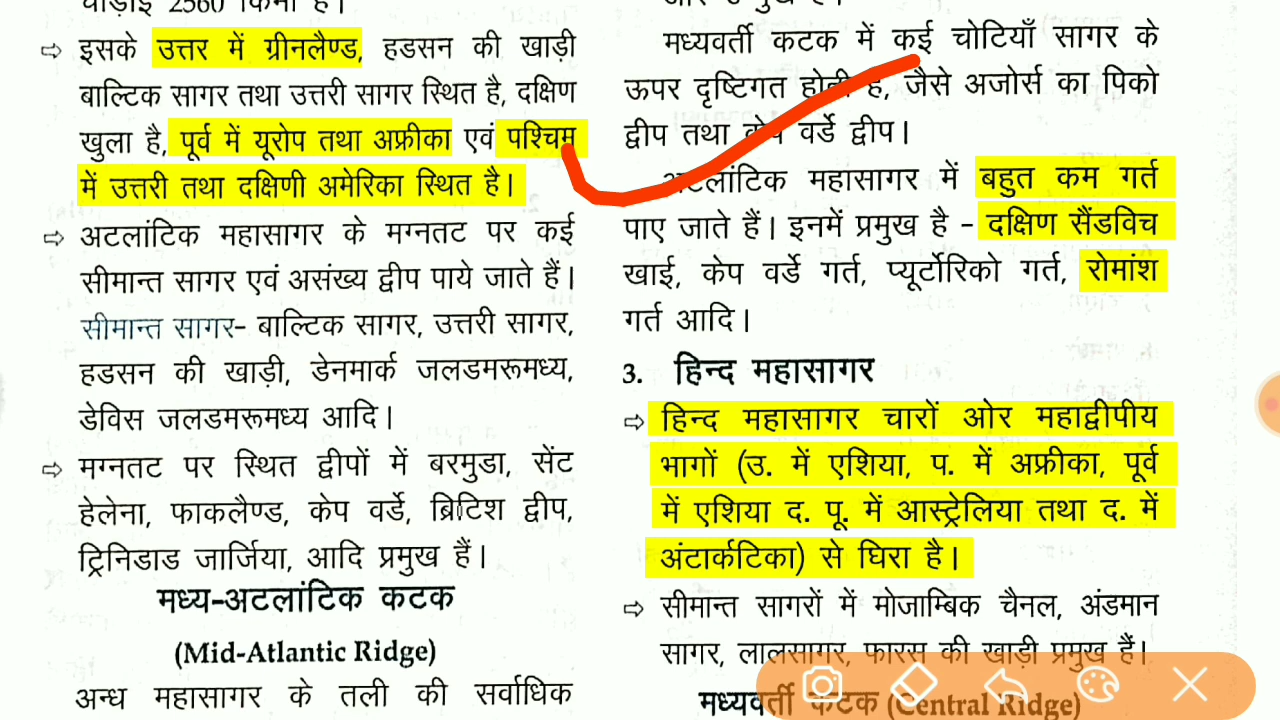 चौड़ाई 2560 किमी है।
⇨ इसके उत्तर में ग्रीनलैण्ड, हडसन की खाड़ी
बाल्टिक सागर तथा उत्तरी सागर स्थित है, दक्षिण
खुला है, पूर्व में यूरोप तथा अफ्रीका एवं पश्चिम
में उत्तरी तथा दक्षिणी अमेरिका स्थित है।
⇨ अटलांटिक महासागर के मग्नतट पर कई
सीमान्त सागर एवं असंख्य द्वीप पाये जाते हैं।
सीमान्त सागर– बाल्टिक सागर, उत्तरी सागर,
हडसन की खाड़ी, डेनमार्क जलडमरूमध्य,
डेविस जलडमरूमध्य आदि।
⇨ मग्नतट पर स्थित द्वीपों में बरमुडा, सेंट
हेलेना, फाकलैण्ड, केप वर्डे, ब्रिटिश द्वीप,
ट्रिनिडाड जार्जिया, आदि प्रमुख हैं।
मध्य-अटलांटिक कटक
(Mid-Atlantic Ridge)
अन्ध महासागर के तली की सर्वाधिक
मध्यवर्ती कटक में कई चोटियाँ सागर के
ऊपर दृष्टिगत होती है, जैसे अजोर्स का पिको
द्वीप तथा केप वर्डे द्वीप।
अटलांटिक महासागर में बहुत कम गर्त
पाए जाते हैं। इनमें प्रमुख है – दक्षिण सैंडविच
खाई, केप वर्डे गर्त, प्यूर्टोरिको गर्त, रोमांश
गर्त आदि।
3. हिन्द महासागर
⇨ हिन्द महासागर चारों ओर महाद्वीपीय
भागों (उ. में एशिया, प. में अफ्रीका, पूर्व
में एशिया द. पू. में आस्ट्रेलिया तथा द. में
अंटार्कटिका) से घिरा है।
⇨ सीमान्त सागरों में मोजाम्बिक चैनल, अंडमान
सागर, लालसागर, फारस की खाड़ी प्रमुख हैं।
मध्यवर्ती कटक (Central Ridge)